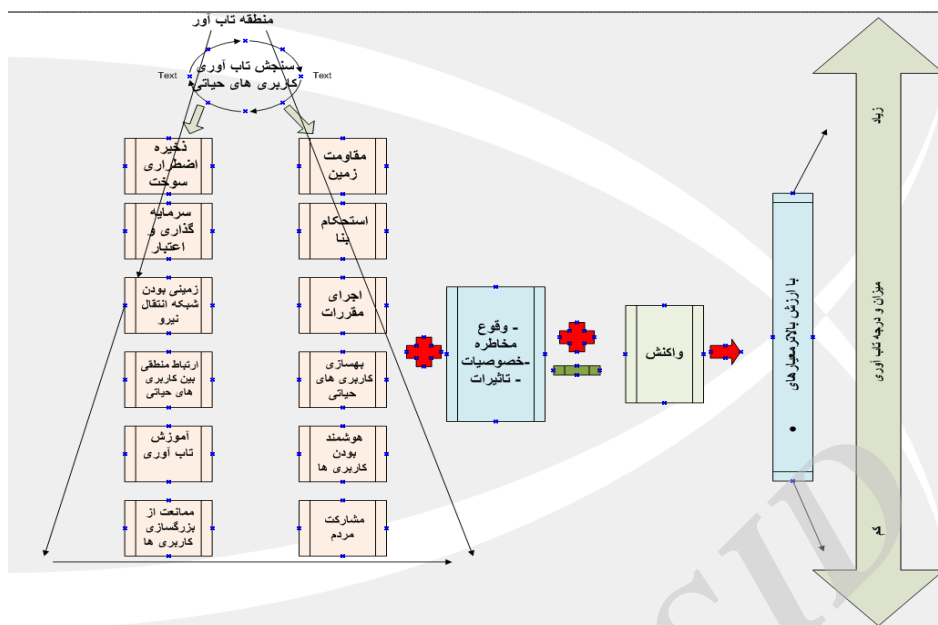 منطقه تاب آور
سنجش تاب آوری
کاربری های حیاتی
Text
Text
مقاومت
زمین
ذخیره
اضطراری
سوخت
استحکام
بنا
سرمایه
گذاری و
اعتبار
اجرای
مقررات
زمینی بودن
شبکه انتقال
نیرو
بهسازی
کاربری های
حیاتی
ارتباط منطقی
بین کاربری
های حیاتی
هوشمند
بودن
کاربری ها
آموزش
تاب آوری
مشارکت
مردم
ممانعت از
بزرگسازی
کاربری ها
- وقوع
مخاطره
-خصوصیات
- تاثیرات
واکنش
با ارزش بالاترمعیارهای
•
زیاد
میزان و درجه تاب آوری
کم
SID